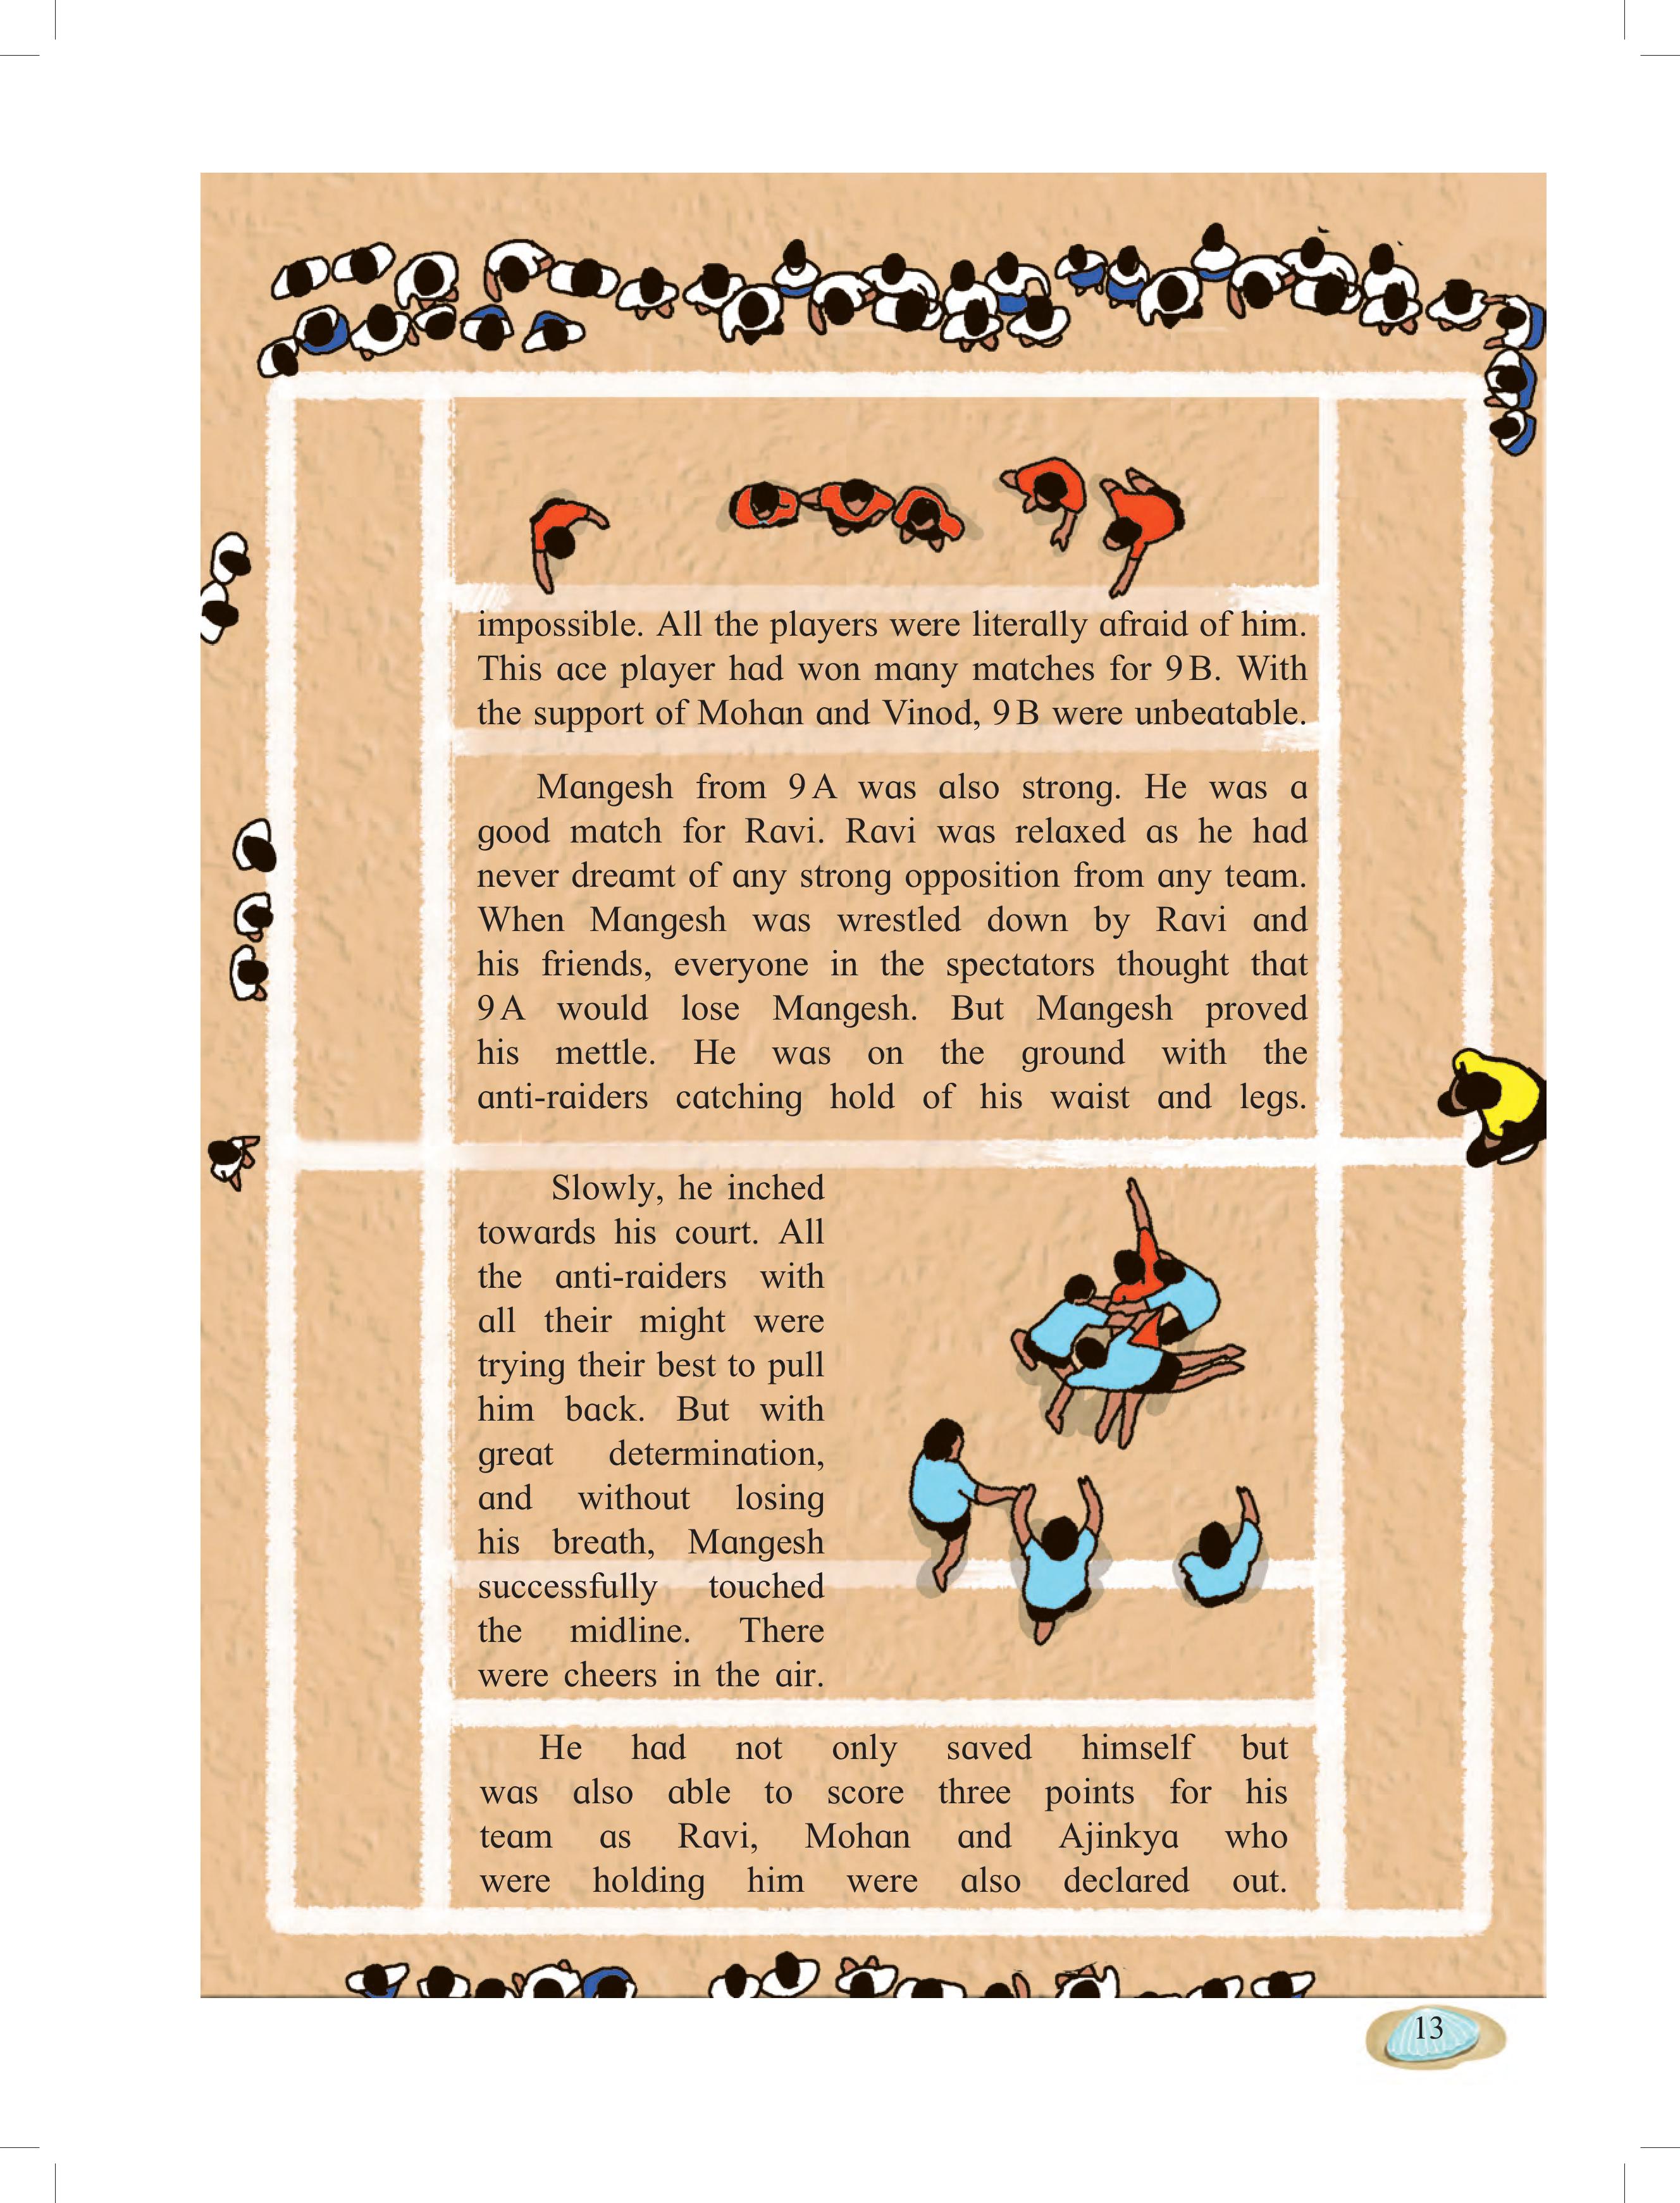 impossible. All the players were literally afraid of him.
This ace player had won many matches for 9 B. With
the support of Mohan and Vinod, 9 B were unbeatable.
Mangesh from 9 A was also strong. He was a
good match for Ravi. Ravi was relaxed as he had
never dreamt of any strong opposition from any team.
When Mangesh was wrestled down by Ravi and
his friends, everyone in the spectators thought that
9 A would lose Mangesh. But Mangesh proved
his mettle. He was on the ground with the
anti-raiders catching hold of his waist and legs.
Slowly, he inched
towards his court. All
the anti-raiders with
all their might were
trying their best to pull
him back. But with
great determination,
and without losing
his breath, Mangesh
successfully touched
the midline. There
were cheers in the air.
He had not only saved himself but
was also able to score three points for his
team as Ravi, Mohan and Ajinkya who
were holding him were also declared out.
13